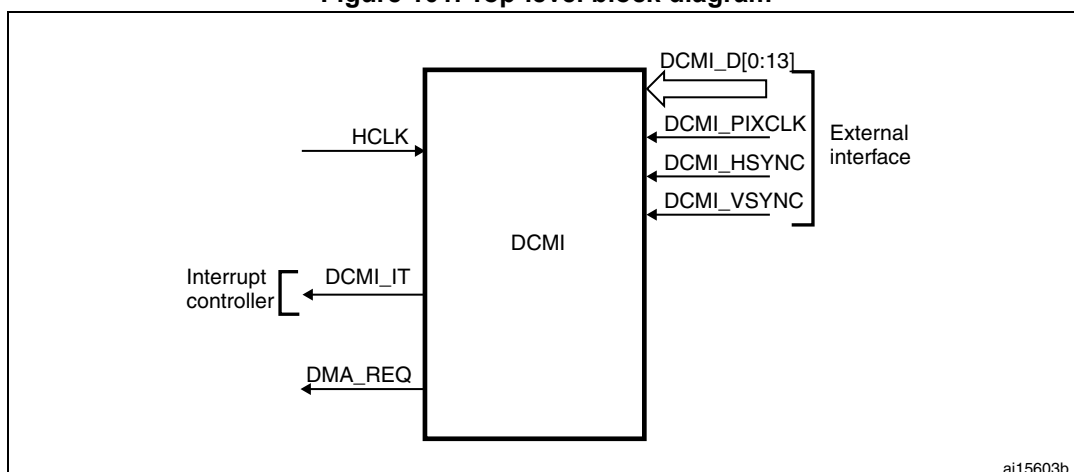 DCMI_D[0:13]
DCMI_PIXCLK
External
interface
HCLK
DCMI_HSYNC
DCMI_VSYNC
DCMI
Interrupt
controller
DCMI_IT
DMA_REQ
ai15603b